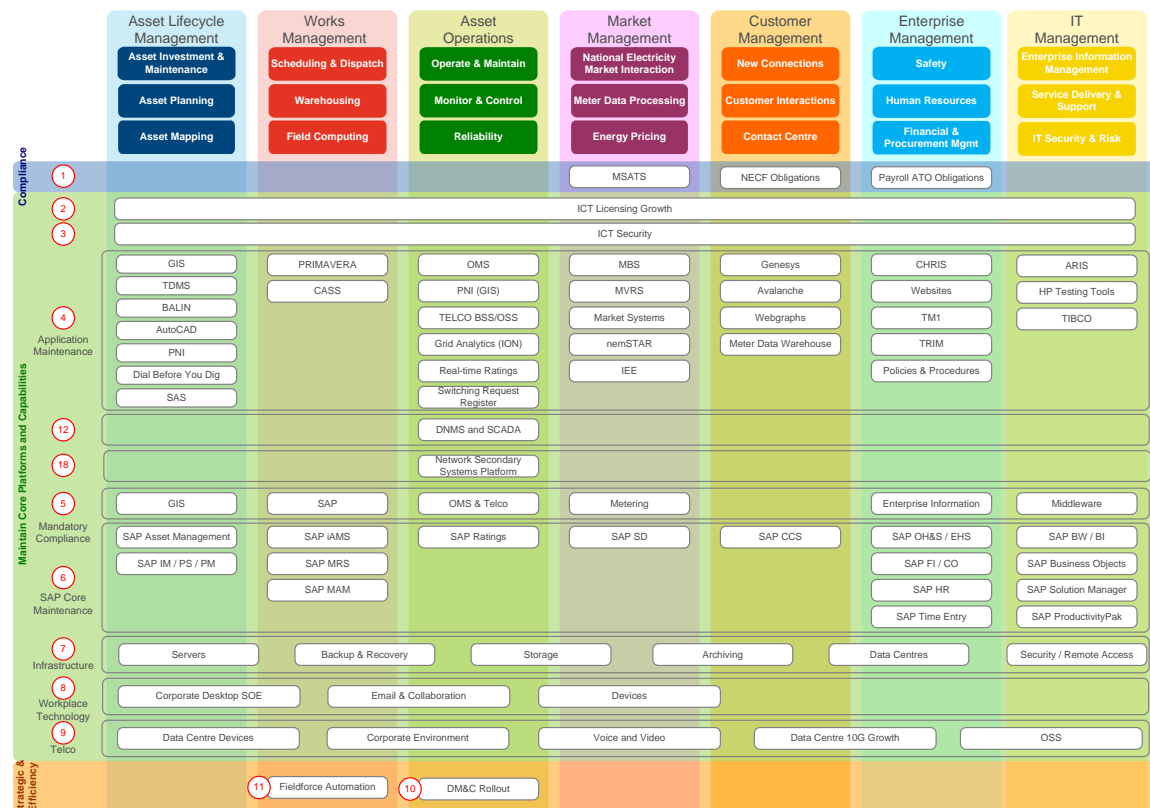 Asset Lifecycle
Management
Works
Management
Asset
Operations
Market
Management
Customer
Management
Enterprise
Management
IT
Management
Asset Investment &
Maintenance
Scheduling & Dispatch
Operate & Maintain
National Electricity
Market Interaction
New Connections
Safety
Enterprise Information
Management
Asset Planning
Warehousing
Monitor & Control
Meter Data Processing
Customer Interactions
Human Resources
Service Delivery &
Support
Asset Mapping
Field Computing
Reliability
Energy Pricing
Contact Centre
Financial &
Procurement Mgmt
IT Security & Risk
Compliance
1
MSATS
NECF Obligations
Payroll ATO Obligations
Maintain Core Platforms and Capabilities
2
ICT Licensing Growth
3
ICT Security
4
Application
Maintenance
GIS
TDMS
BALIN
AutoCAD
PNI
Dial Before You Dig
SAS
PRIMAVERA
CASS
OMS
PNI (GIS)
TELCO BSS/OSS
Grid Analytics (ION)
Real-time Ratings
Switching Request
Register
MBS
MVRS
Market Systems
nemSTAR
IEE
Genesys
Avalanche
Webgraphs
Meter Data Warehouse
CHRIS
Websites
TM1
TRIM
Policies & Procedures
ARIS
HP Testing Tools
TIBCO
12
DNMS and SCADA
18
Network Secondary
Systems Platform
5
Mandatory
Compliance
GIS
SAP
OMS & Telco
Metering
Enterprise Information
Middleware
6
SAP Core
Maintenance
SAP Asset Management
SAP IM / PS / PM
SAP iAMS
SAP MRS
SAP MAM
SAP Ratings
SAP SD
SAP CCS
SAP OH&S / EHS
SAP FI / CO
SAP HR
SAP Time Entry
SAP BW / BI
SAP Business Objects
SAP Solution Manager
SAP ProductivityPak
7
Infrastructure
Servers
Backup & Recovery
Storage
Archiving
Data Centres
Security / Remote Access
8
Workplace
Technology
Corporate Desktop SOE
Email & Collaboration
Devices
9
Telco
Data Centre Devices
Corporate Environment
Voice and Video
Data Centre 10G Growth
OSS
Efficiency
11
Fieldforce Automation
10
DM&C Rollout